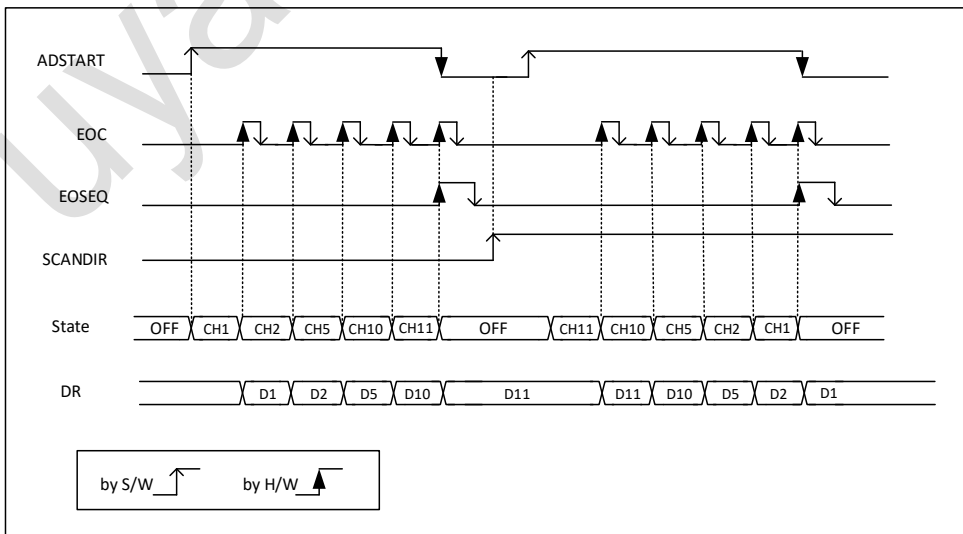 uya
ADSTART
EOC
EOSEQ
SCANDIR
State OFF CH1 CH2 CH5 CH10 CH11 OFF CH11 CH10 CH5 CH2 CH1 OFF
DR D1 D2 D5 D10 D11 D11 D10 D5 D2 D1
by S/W by H/W